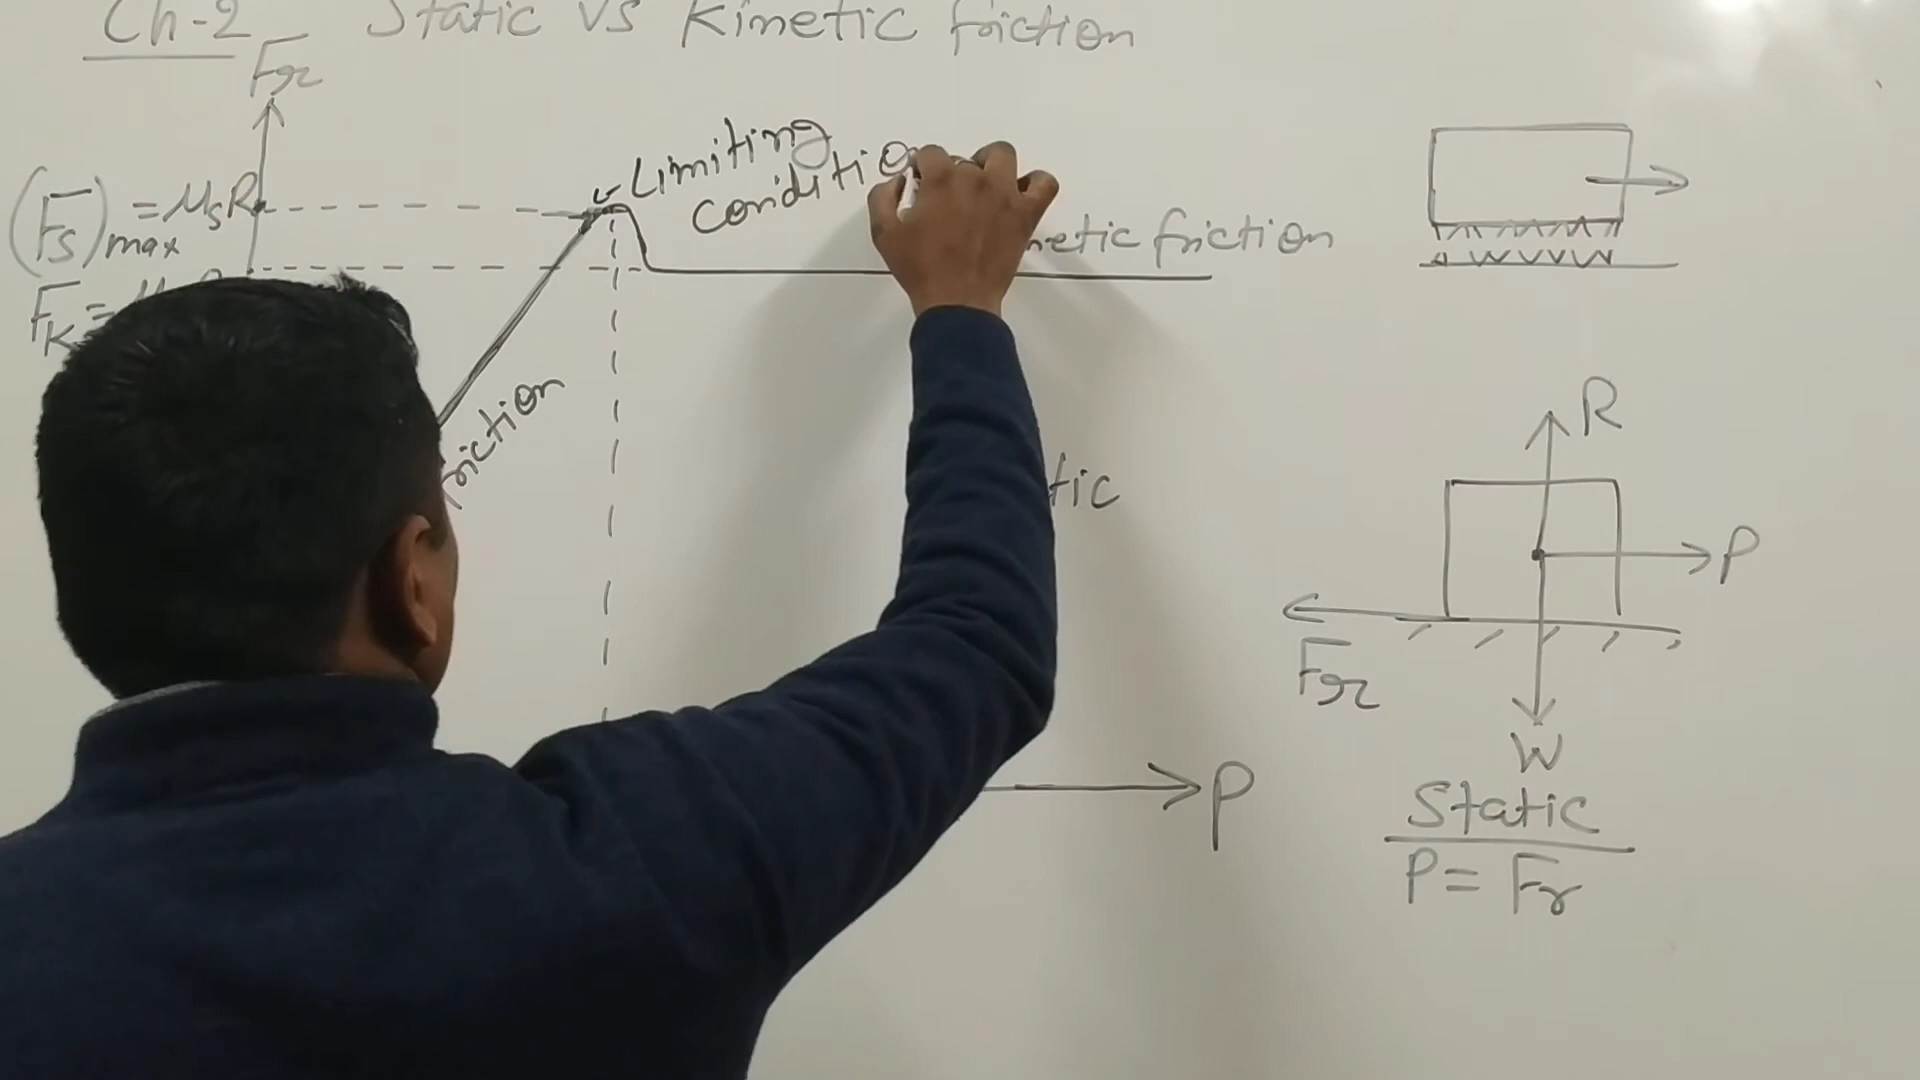 Ch-2 Static vs Kinetic friction
Fr
(Fs)max = μsR
Limiting
condition
netic friction
FK =
friction
tic
R
P
Fr
W
P
Static
P = Fr